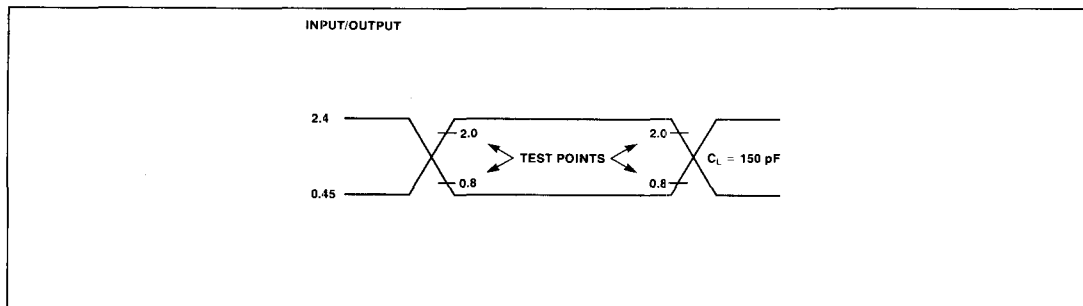 INPUT/OUTPUT
2.4
2.0
2.0
TEST POINTS
C_L = 150 pF
0.8
0.8
0.45